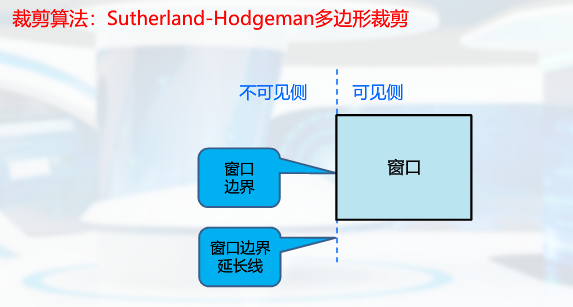 裁剪算法：Sutherland-Hodgeman多边形裁剪
不可见侧
可见侧
窗口
边界
窗口
窗口边界
延长线